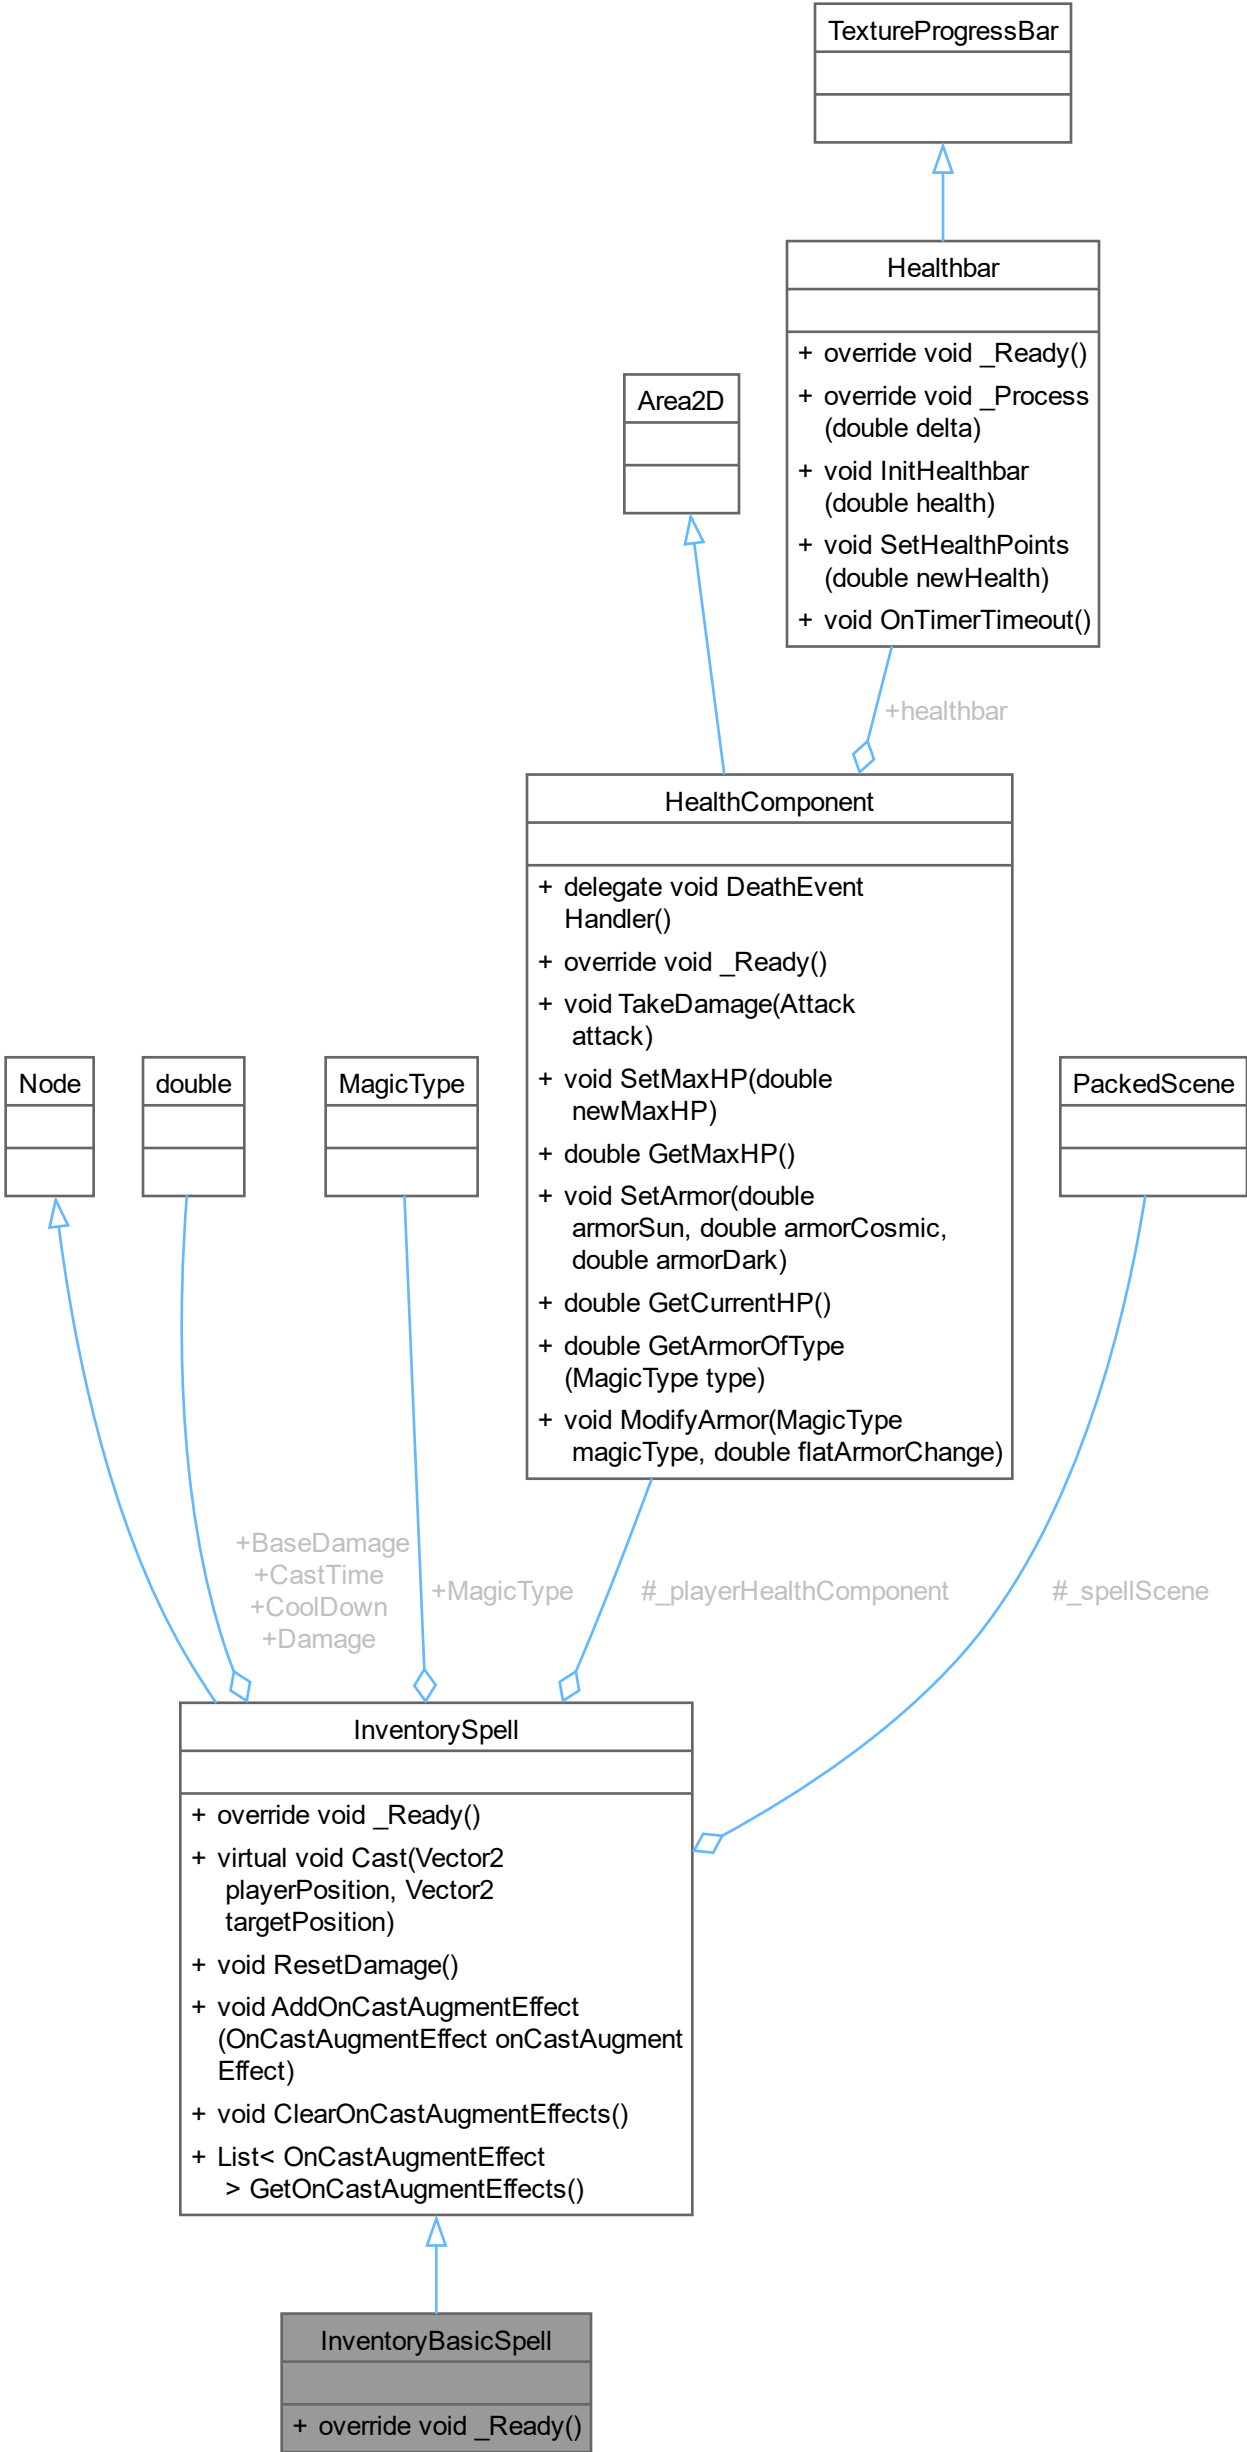 TextureProgressBar
Healthbar
+ override void _Ready()
+ override void _Process
(double delta)
+ void InitHealthbar
(double health)
+ void SetHealthPoints
(double newHealth)
+ void OnTimerTimeout()
Area2D
+healthbar
HealthComponent
+ delegate void DeathEvent
Handler()
+ override void _Ready()
+ void TakeDamage(Attack
attack)
+ void SetMaxHP(double
newMaxHP)
+ double GetMaxHP()
+ void SetArmor(double
armorSun, double armorCosmic,
double armorDark)
+ double GetCurrentHP()
+ double GetArmorOfType
(MagicType type)
+ void ModifyArmor(MagicType
magicType, double flatArmorChange)
Node
double
MagicType
PackedScene
+BaseDamage
+CastTime
+CoolDown
+Damage
+MagicType
#_playerHealthComponent
#_spellScene
InventorySpell
+ override void _Ready()
+ virtual void Cast(Vector2
playerPosition, Vector2
targetPosition)
+ void ResetDamage()
+ void AddOnCastAugmentEffect
(OnCastAugmentEffect onCastAugment
Effect)
+ void ClearOnCastAugmentEffects()
+ List< OnCastAugmentEffect
> GetOnCastAugmentEffects()
InventoryBasicSpell
+ override void _Ready()